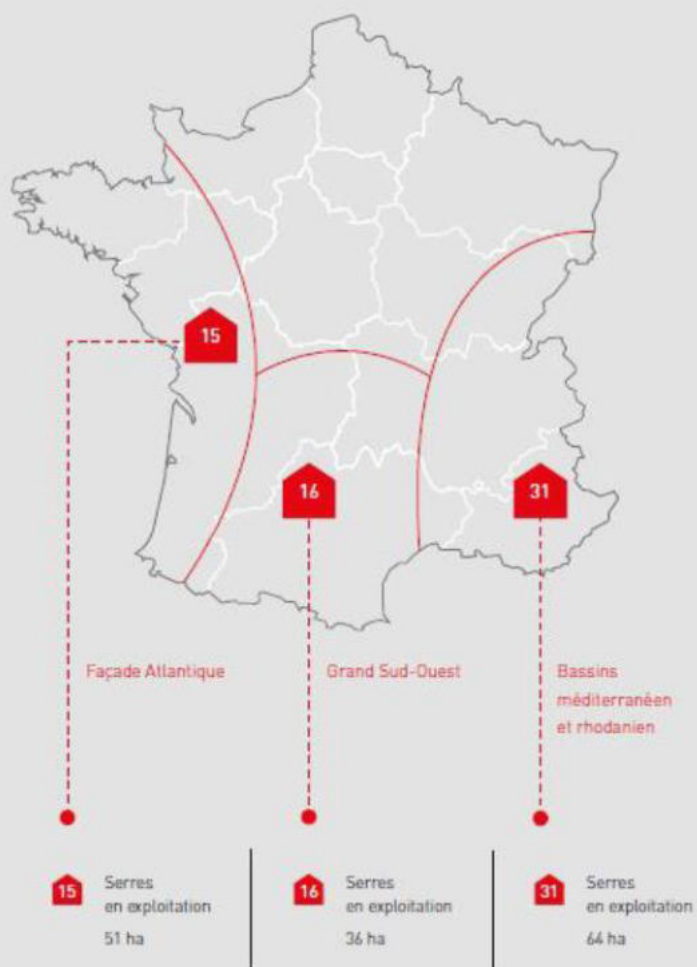 15
16
31
Façade Atlantique
Grand Sud-Ouest
Bassins
méditerranéen
et rhodanien
15
Serres
en exploitation
51 ha
16
Serres
en exploitation
36 ha
31
Serres
en exploitation
64 ha